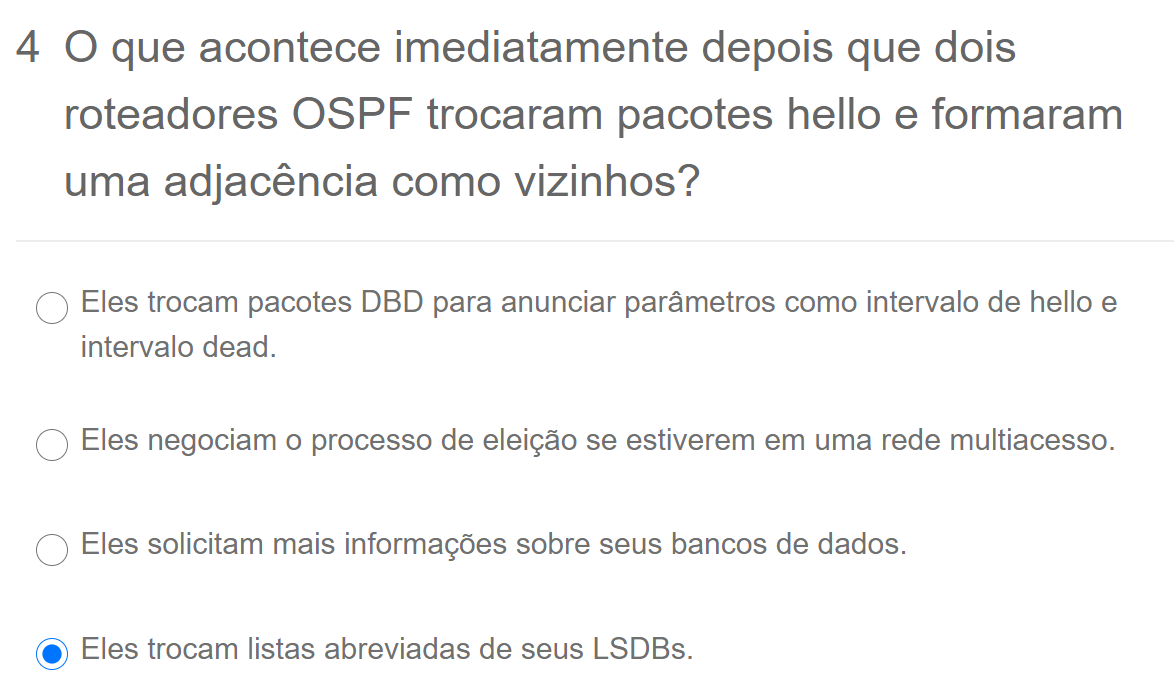 4 O que acontece imediatamente depois que dois
roteadores OSPF trocaram pacotes hello e formaram
uma adjacência como vizinhos?
Eles trocam pacotes DBD para anunciar parâmetros como intervalo de hello e
intervalo dead.
Eles negociam o processo de eleição se estiverem em uma rede multiacesso.
Eles solicitam mais informações sobre seus bancos de dados.
Eles trocam listas abreviadas de seus LSDBs.